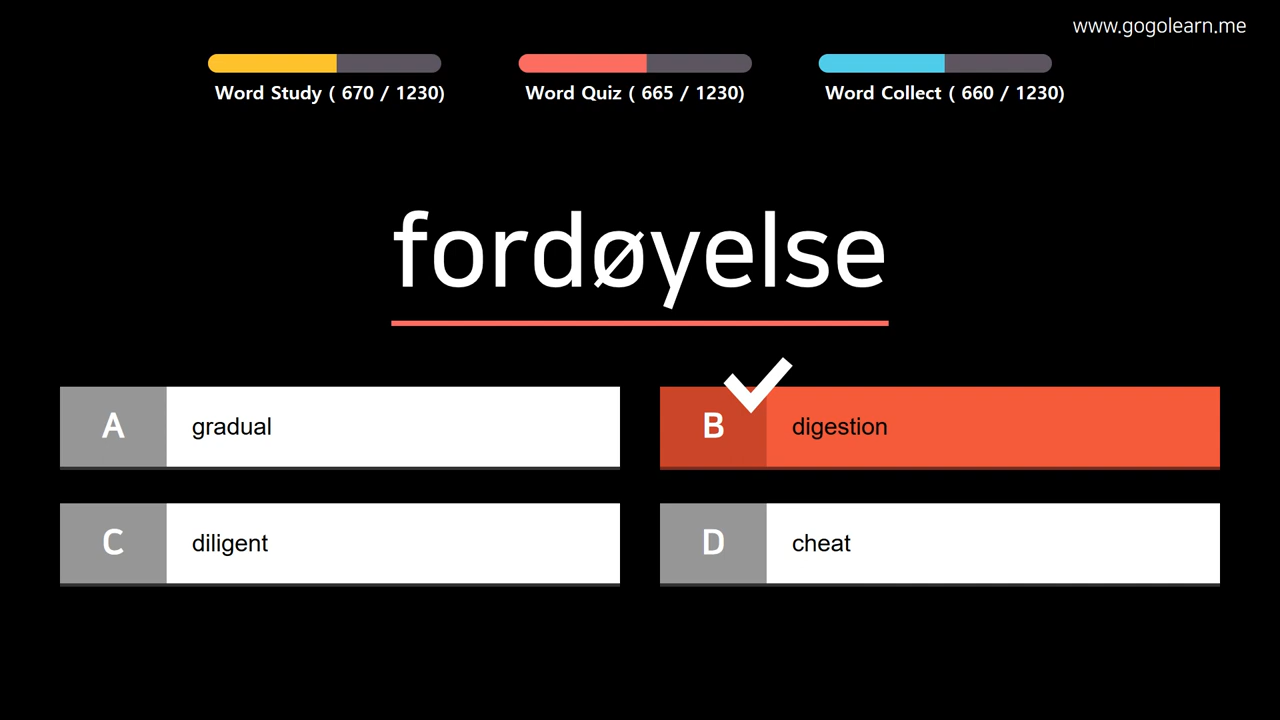 www.gogolearn.me
Word Study ( 670 / 1230)
Word Quiz ( 665 / 1230)
Word Collect ( 660 / 1230)
fordøyelse
A gradual
B digestion
C diligent
D cheat